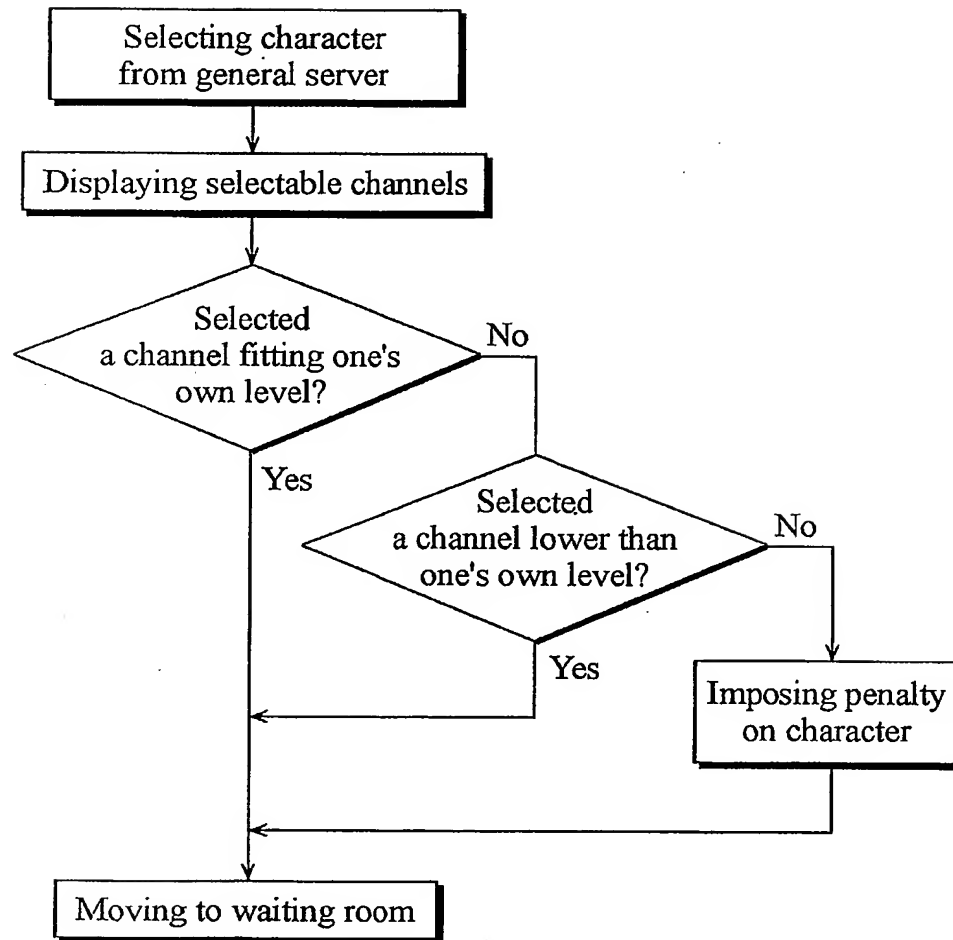 Selecting character
from general server
Displaying selectable channels
Selected
a channel fitting one's
own level?
No
Yes
Selected
a channel lower than
one's own level?
No
Yes
Imposing penalty
on character
Moving to waiting room